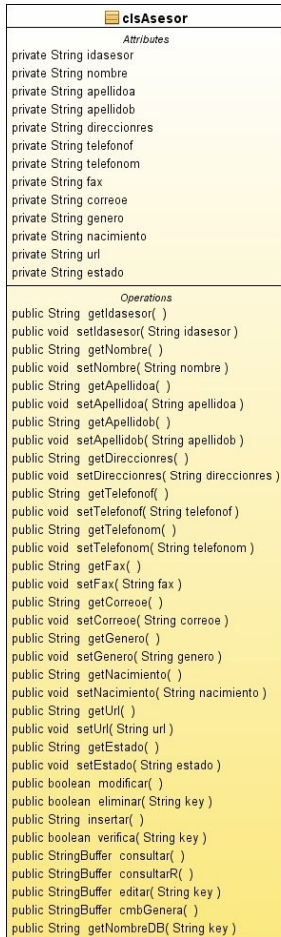 clsAsesor
Attributes
private String idasesor
private String nombre
private String apellidoa
private String apellidob
private String direccionres
private String telefonof
private String telefonom
private String fax
private String correoe
private String genero
private String nacimiento
private String url
private String estado
Operations
public String getIdasesor( )
public void setIdasesor( String idasesor )
public String getNombre( )
public void setNombre( String nombre )
public String getApellidoa( )
public void setApellidoa( String apellidoa )
public String getApellidob( )
public void setApellidob( String apellidob )
public String getDireccionres( )
public void setDireccionres( String direccionres )
public String getTelefonof( )
public void setTelefonof( String telefonof )
public String getTelefonom( )
public void setTelefonom( String telefonom )
public String getFax( )
public void setFax( String fax )
public String getCorreoe( )
public void setCorreoe( String correoe )
public String getGenero( )
public void setGenero( String genero )
public String getNacimiento( )
public void setNacimiento( String nacimiento )
public String getUrl( )
public void setUrl( String url )
public String getEstado( )
public void setEstado( String estado )
public boolean modificar( )
public boolean eliminar( String key )
public String insertar( )
public boolean verifica( String key )
public StringBuffer consultar( )
public StringBuffer consultarR( )
public StringBuffer editar( String key )
public StringBuffer cmbGenera( )
public String getNombreDB( String key )